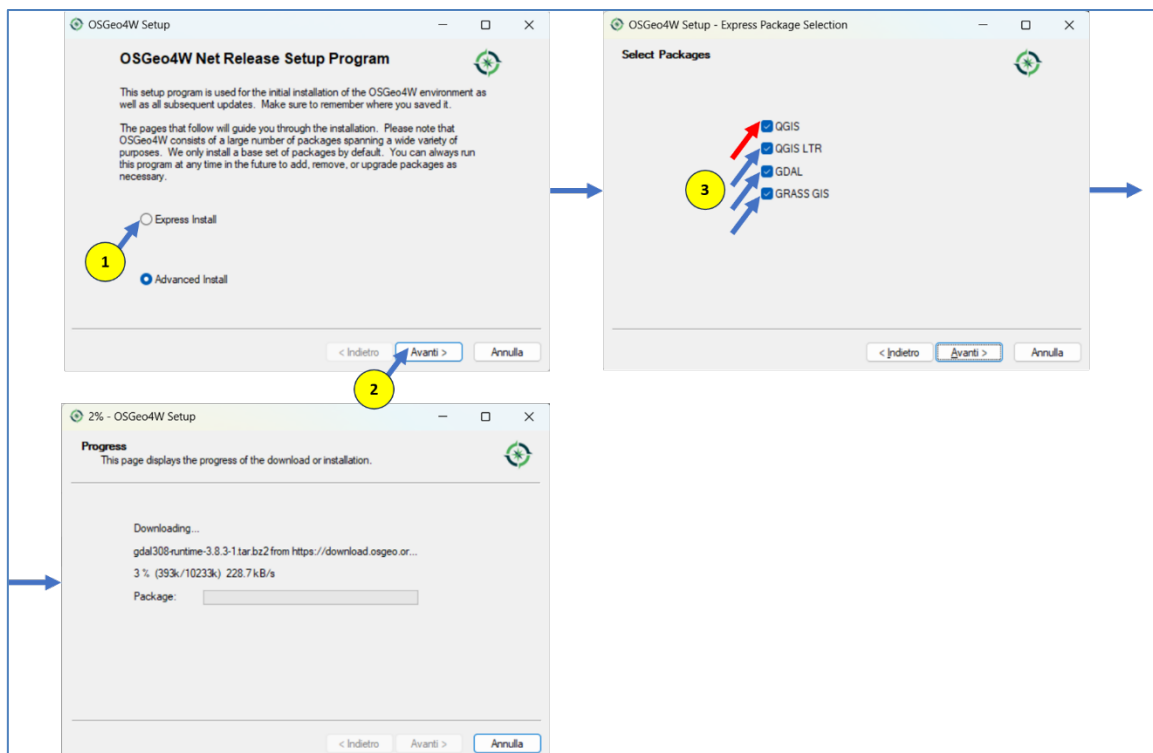 OSGeo4W Setup
OSGeo4W Net Release Setup Program
This setup program is used for the initial installation of the OSGeo4W environment as
well as all subsequent updates. Make sure to remember where you saved it.
The pages that follow will guide you through the installation. Please note that
OSGeo4W consists of a large number of packages spanning a wide variety of
purposes. We only install a base set of packages by default. You can always run
this program at any time in the future to add, remove, or upgrade packages as
necessary.
Express Install
1
Advanced Install
< Indietro
Avanti >
Annulla
2
OSGeo4W Setup - Express Package Selection
Select Packages
QGIS
QGIS LTR
GDAL
GRASS GIS
3
< Indietro
Avanti >
Annulla
2% - OSGeo4W Setup
Progress
This page displays the progress of the download or installation.
Downloading...
gdal308-runtime-3.8.3-1.tar.bz2 from https://download.osgeo.or...
3 % (393k/10233k) 228.7 kB/s
Package:
< Indietro
Avanti >
Annulla